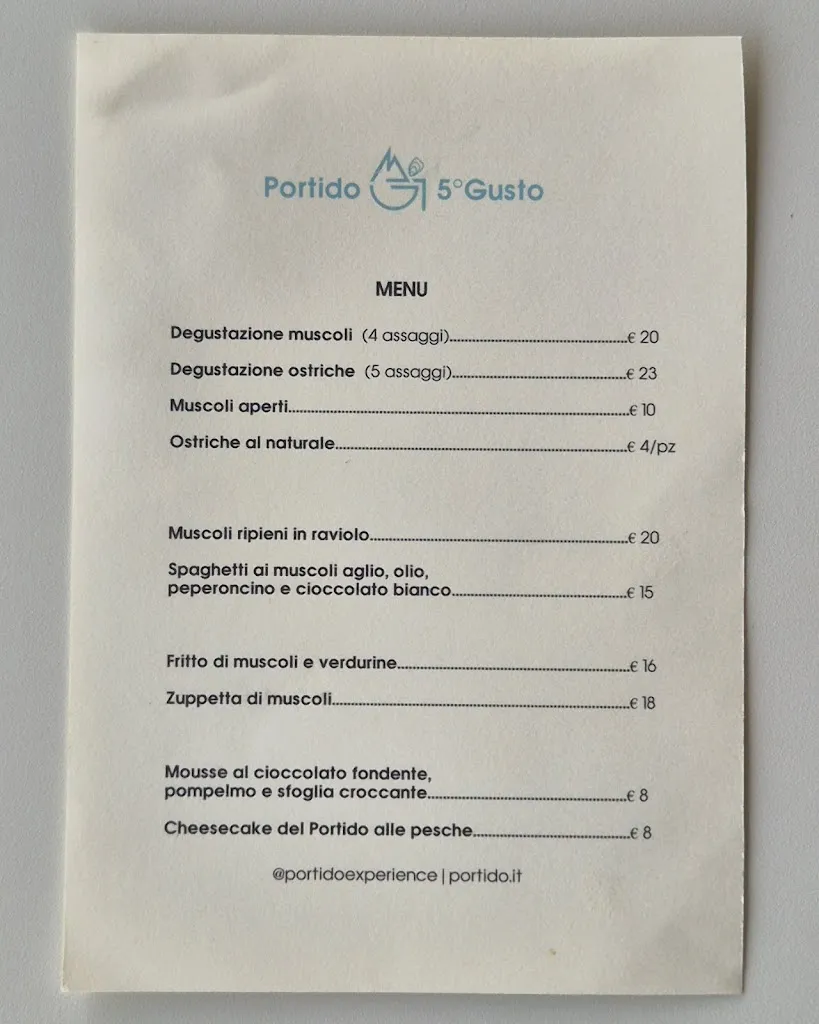 Portido 5°Gusto
MENU
Degustazione muscoli (4 assaggi)..........€ 20
Degustazione ostriche (5 assaggi)..........€ 23
Muscoli aperti..........€ 10
Ostriche al naturale..........€ 4/pz
Muscoli ripieni in raviolo..........€ 20
Spaghetti ai muscoli aglio, olio,
peperoncino e cioccolato bianco..........€ 15
Fritto di muscoli e verdurine..........€ 16
Zuppetta di muscoli..........€ 18
Mousse al cioccolato fondente,
pompelmo e sfoglia croccante..........€ 8
Cheesecake del Portido alle pesche..........€ 8
@portidoexperience | portido.it